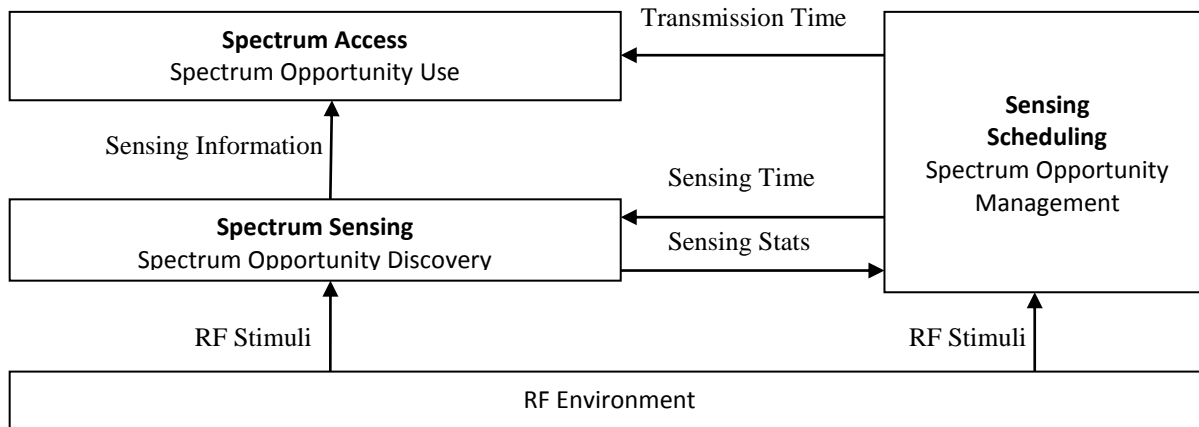 Transmission Time
Spectrum Access
Spectrum Opportunity Use
Sensing
Scheduling
Spectrum Opportunity
Management
Sensing Information
Sensing Time
Spectrum Sensing
Spectrum Opportunity Discovery
Sensing Stats
RF Stimuli
RF Stimuli
RF Environment